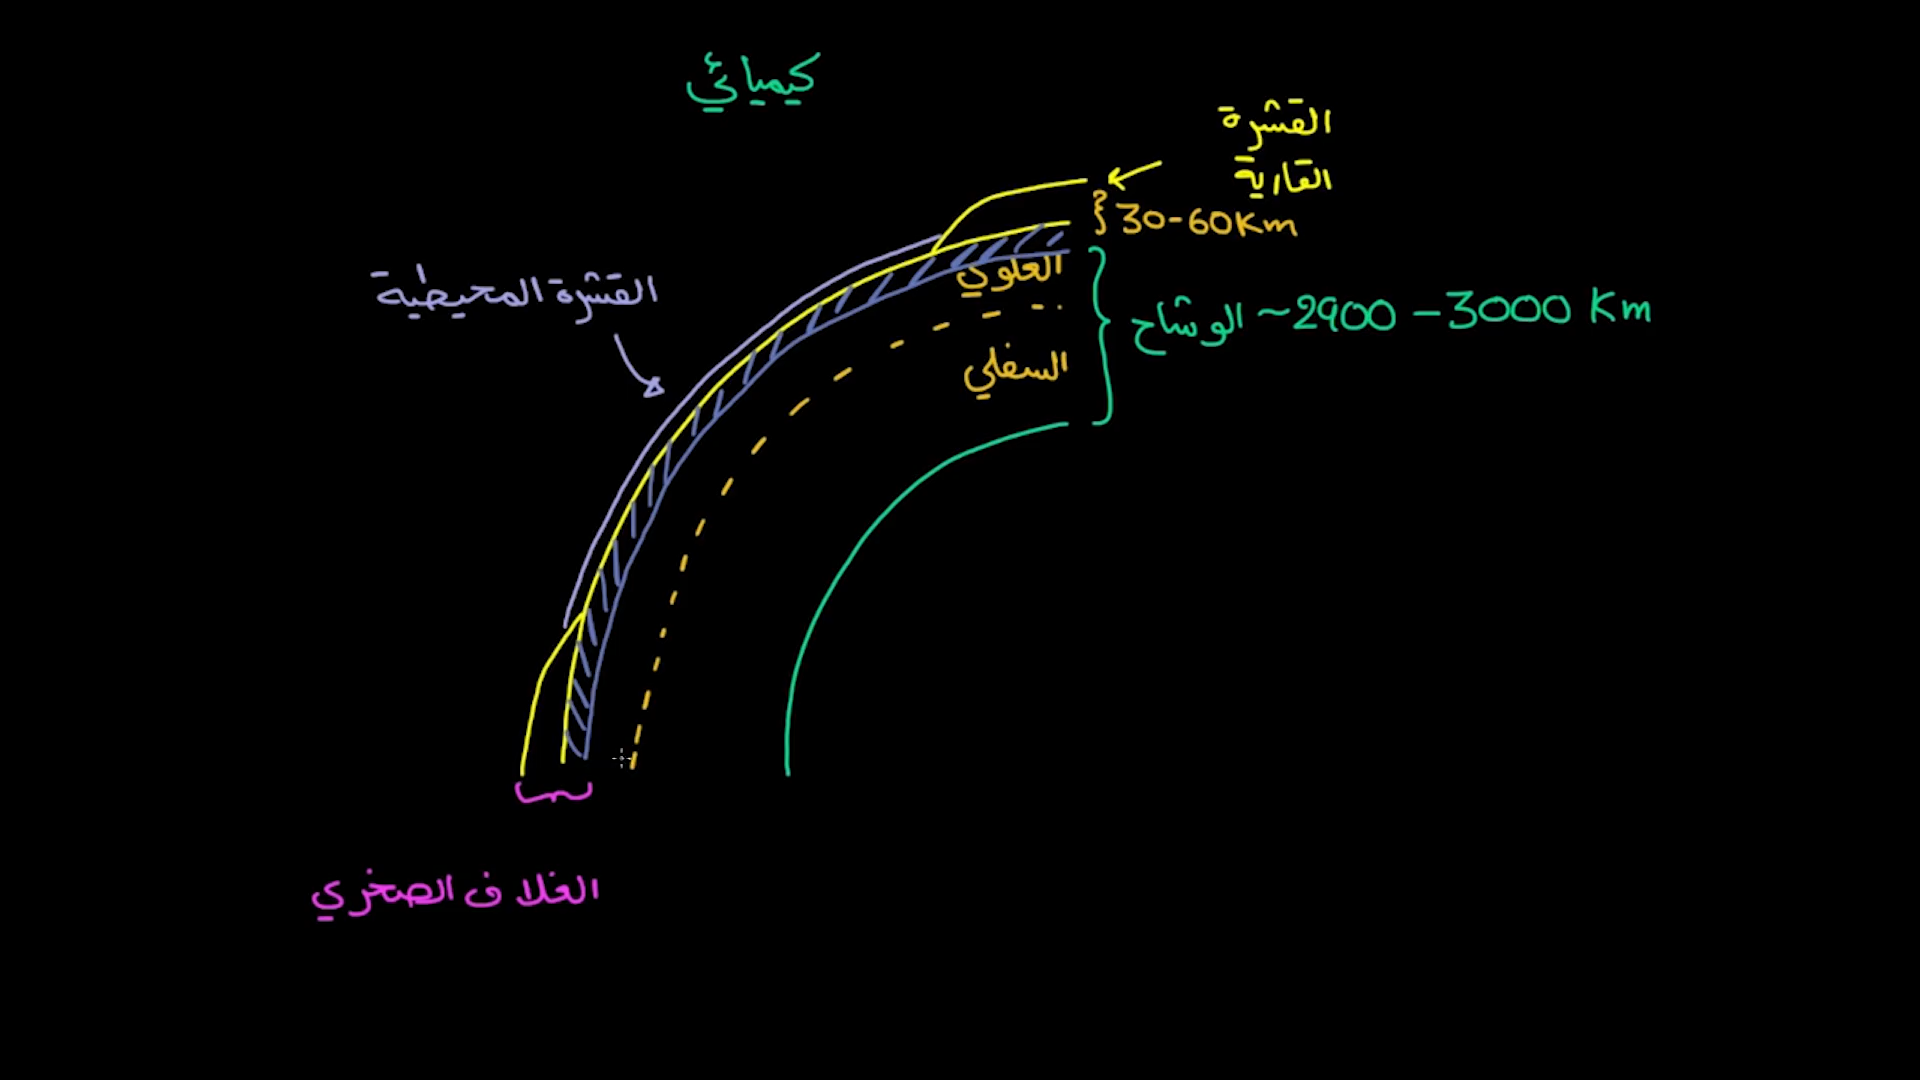 كيميائي
القشرة
القارية
30-60Km
القشرة المحيطية
العلوي
الوشاح ~2900 – 3000 Km
السفلي
الغلاف الصخري